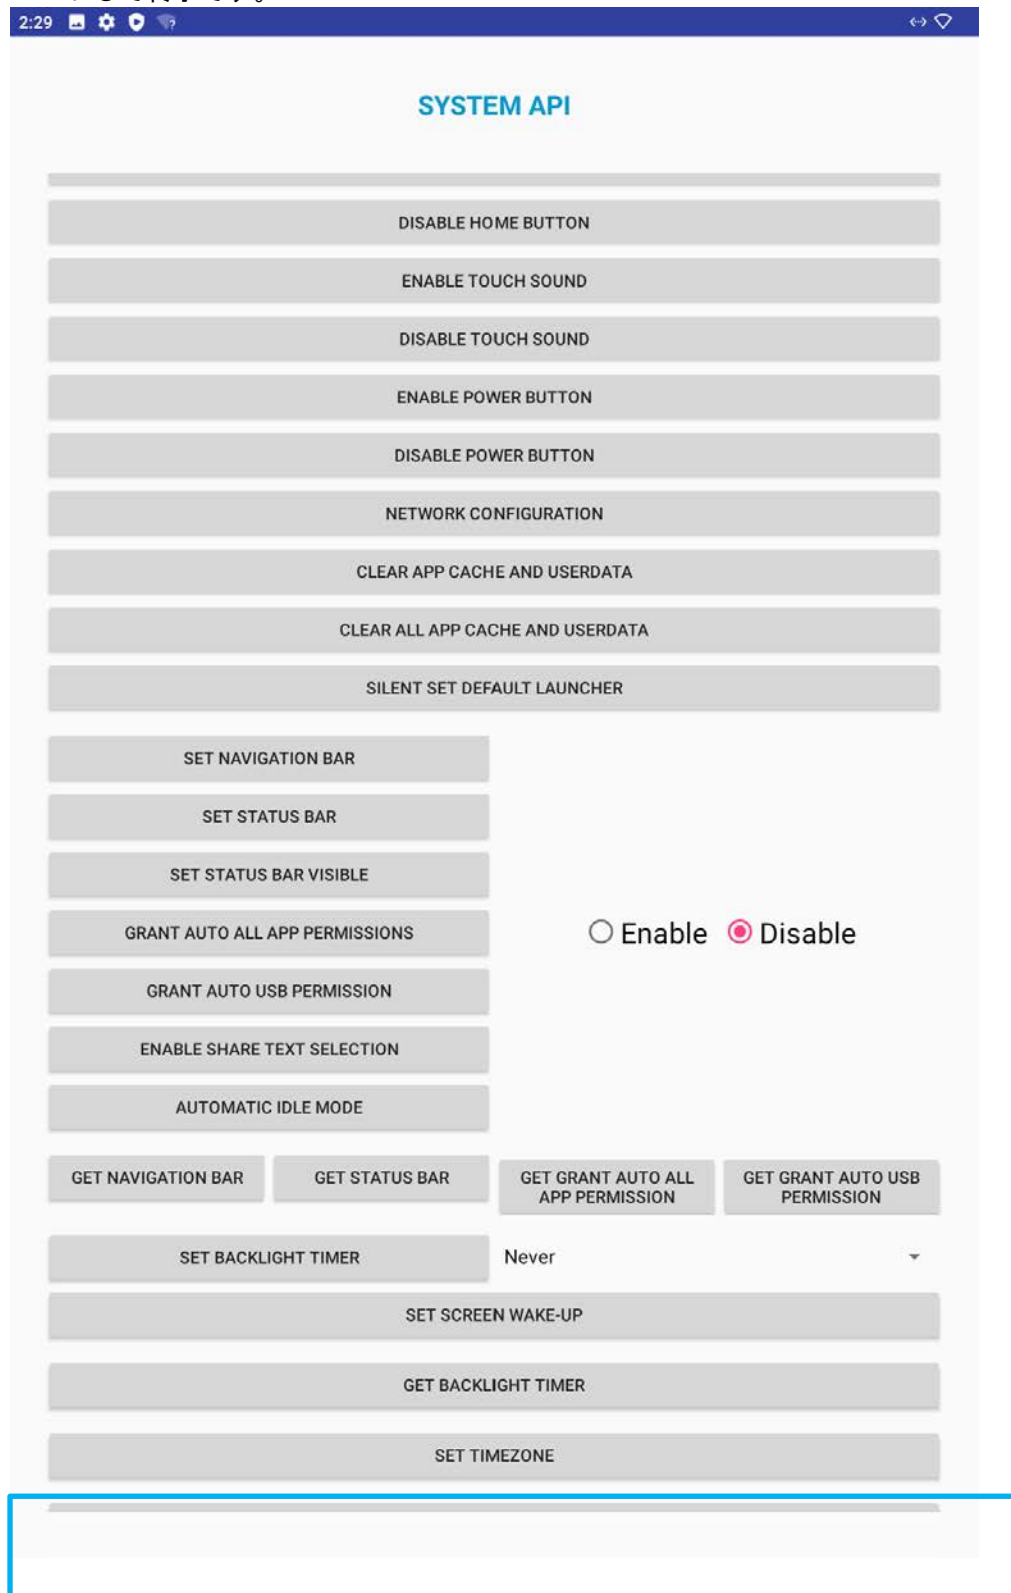 2:29
SYSTEM API
DISABLE HOME BUTTON
ENABLE TOUCH SOUND
DISABLE TOUCH SOUND
ENABLE POWER BUTTON
DISABLE POWER BUTTON
NETWORK CONFIGURATION
CLEAR APP CACHE AND USERDATA
CLEAR ALL APP CACHE AND USERDATA
SILENT SET DEFAULT LAUNCHER
SET NAVIGATION BAR
SET STATUS BAR
SET STATUS BAR VISIBLE
GRANT AUTO ALL APP PERMISSIONS
Enable Disable
GRANT AUTO USB PERMISSION
ENABLE SHARE TEXT SELECTION
AUTOMATIC IDLE MODE
GET NAVIGATION BAR
GET STATUS BAR
GET GRANT AUTO ALL
APP PERMISSION
GET GRANT AUTO USB
PERMISSION
SET BACKLIGHT TIMER
Never
SET SCREEN WAKE-UP
GET BACKLIGHT TIMER
SET TIMEZONE